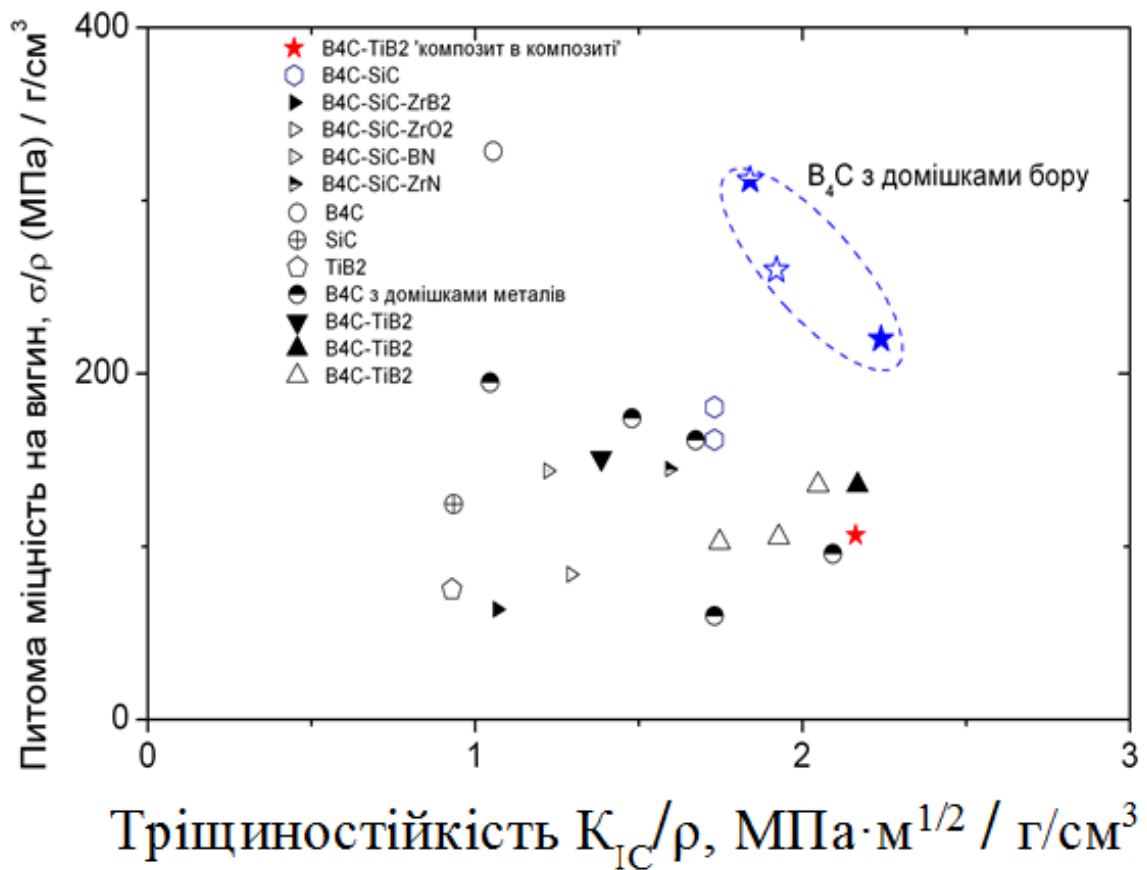 400
B4C-TiB2 'композит в композиті'
B4C-SiC
B4C-SiC-ZrB2
B4C-SiC-ZrO2
B4C-SiC-BN
B4C-SiC-ZrN
B4C
SiC
TiB2
B4C з домішками металів
B4C-TiB2
B4C-TiB2
B4C-TiB2
B₄C з домішками бору
Питома міцність на вигин, σ/ρ (МПа) / г/см³
200
0
0
1
2
3
Тріщиностійкість K_IC/ρ, МПа·м^1/2 / г/см³